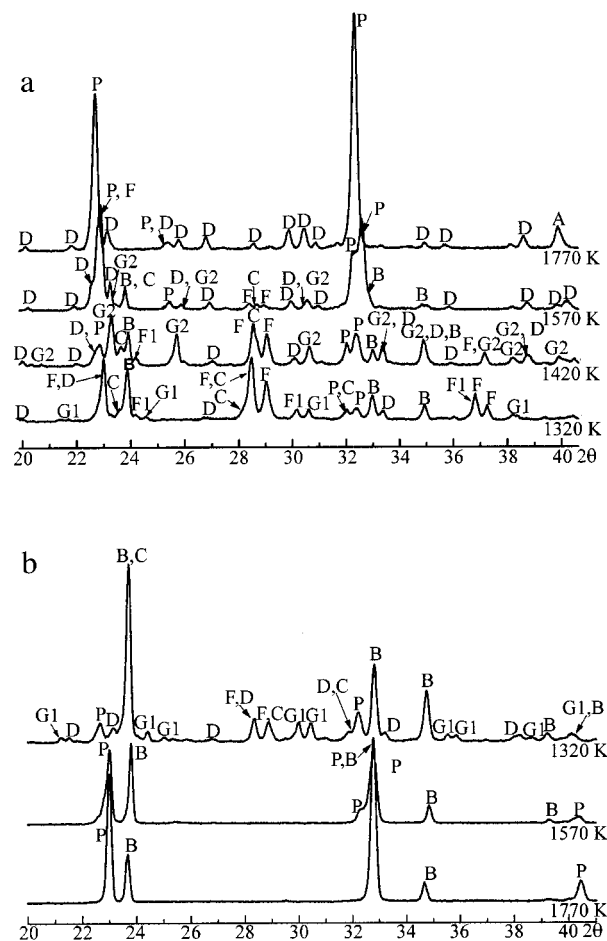 a
P
P
P, F
D D D P, D D D D D D D D D A
1770 K
P
P
D D D G2 B, C P D, G2 D F C F D D, G2 D B B D D D
1570 K
D G2 D D, P G2 C B F1 G2 D F C F D G2 P P B G2, D G2,D,B D F,G2 G2 G2, D G2
1420 K
D G1 F,D C B F1 G1 D F,C C F F1 G1 P,C P B D B F1 F F G1
1320 K
20 22 24 26 28 30 32 34 36 38 40 2θ
b
B,C
G1 D P D G1 G1 D F,D F,C G1 G1 D,C P B D B G1 G1 D G1 B G1,B
1320 K
P B P P,B P B B P
1570 K
P B B P
1770 K
20 22 24 26 28 30 32 34 36 38 40 2θ